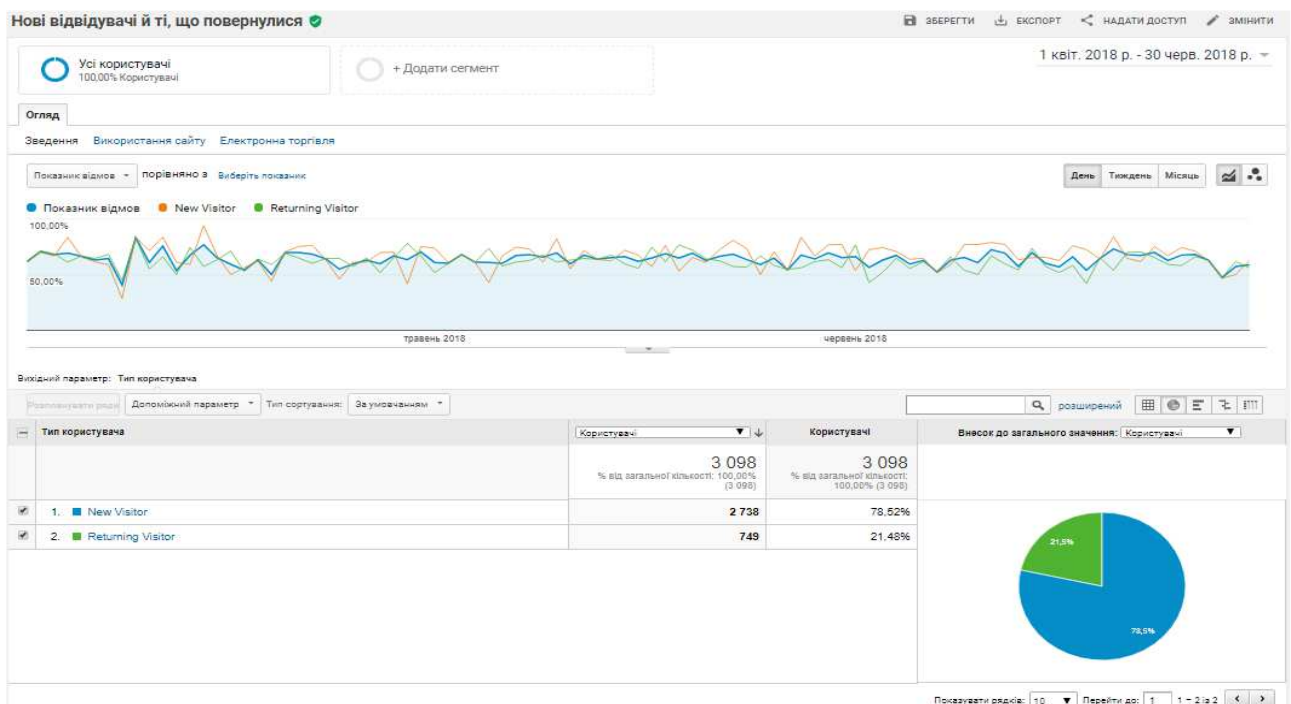 Нові відвідувачі й ті, що повернулися
ЗБЕРЕГТИ ЕКСПОРТ НАДАТИ ДОСТУП ЗМІНИТИ
Усі користувачі
100,00% Користувачі
+ Додати сегмент
1 квіт. 2018 р. - 30 черв. 2018 р.
Огляд
Зведення Використання сайту Електронна торгівля
Показник відмов порівняно з Виберіть показник
День Тиждень Місяць
Показник відмов New Visitor Returning Visitor
100,00%
50,00%
травень 2018 червень 2018
Вихідний параметр: Тип користувача
Розпланувати ряди Допоміжний параметр Тип сортування: За умовчанням
розширений
Тип користувача Користувачі Користувачі Внесок до загального значення: Користувачі
3 098 3 098
% від загальної кількості: 100,00% (3 098) % від загальної кількості: 100,00% (3 098)
1. New Visitor 2 738 78.52%
2. Returning Visitor 749 21.48%
21,5%
78,5%
Показувати рядків: 10 Перейти до: 1 1 – 2 із 2